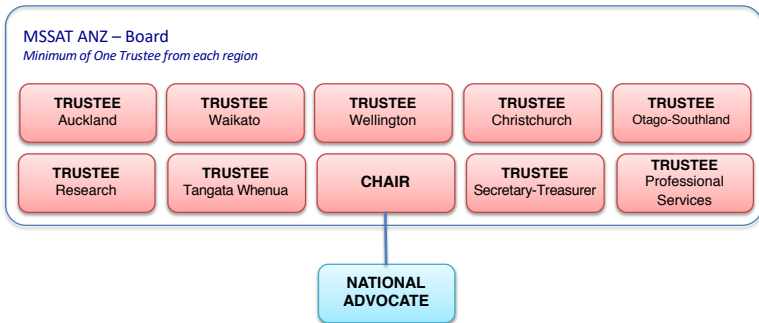 MSSAT ANZ – Board
Minimum of One Trustee from each region
TRUSTEE
Auckland
TRUSTEE
Waikato
TRUSTEE
Wellington
TRUSTEE
Christchurch
TRUSTEE
Otago-Southland
TRUSTEE
Research
TRUSTEE
Tangata Whenua
CHAIR
TRUSTEE
Secretary-Treasurer
TRUSTEE
Professional
Services
NATIONAL
ADVOCATE